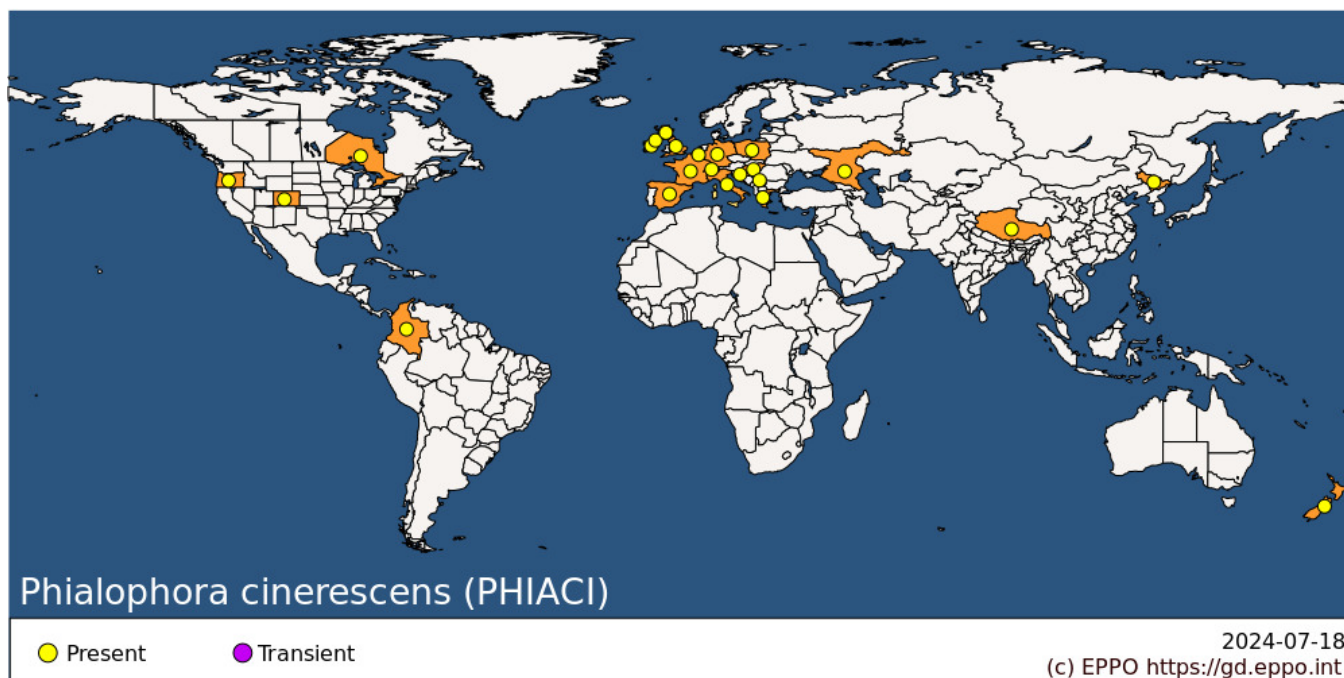 Phialophora cinerescens (PHIACI)
Present
Transient
2024-07-18
(c) EPPO https://gd.eppo.int